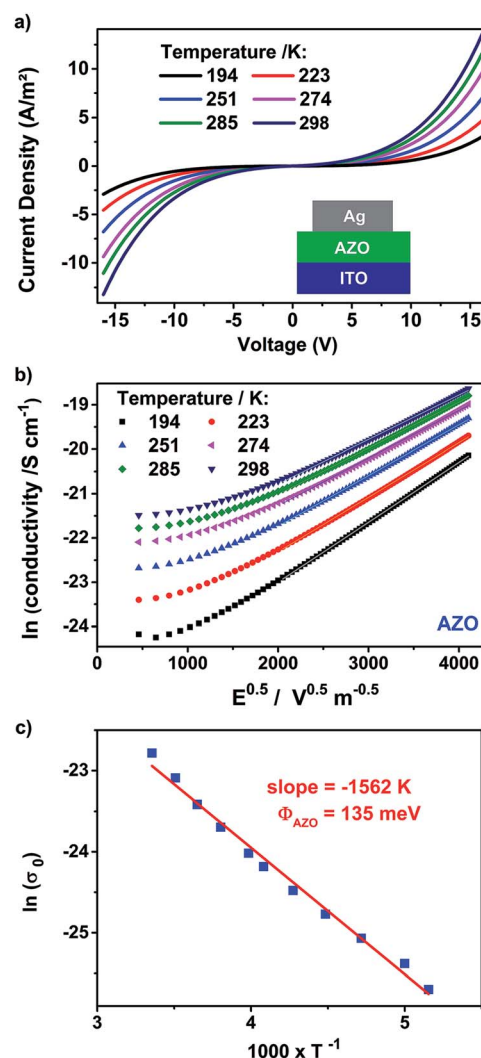 a)
Current Density (A/m²)
10
5
0
-5
-10
Temperature /K:
194 223
251 274
285 298
Ag
AZO
ITO
-15 -10 -5 0 5 10 15
Voltage (V)
b)
ln (conductivity /S cm⁻¹)
-19
-20
-21
-22
-23
-24
Temperature / K:
194 223
251 274
285 298
AZO
0 1000 2000 3000 4000
E⁰·⁵ / V⁰·⁵ m⁻⁰·⁵
c)
ln (σ₀)
-23
-24
-25
slope = -1562 K
Φ_AZO = 135 meV
3 4 5
1000 x T⁻¹